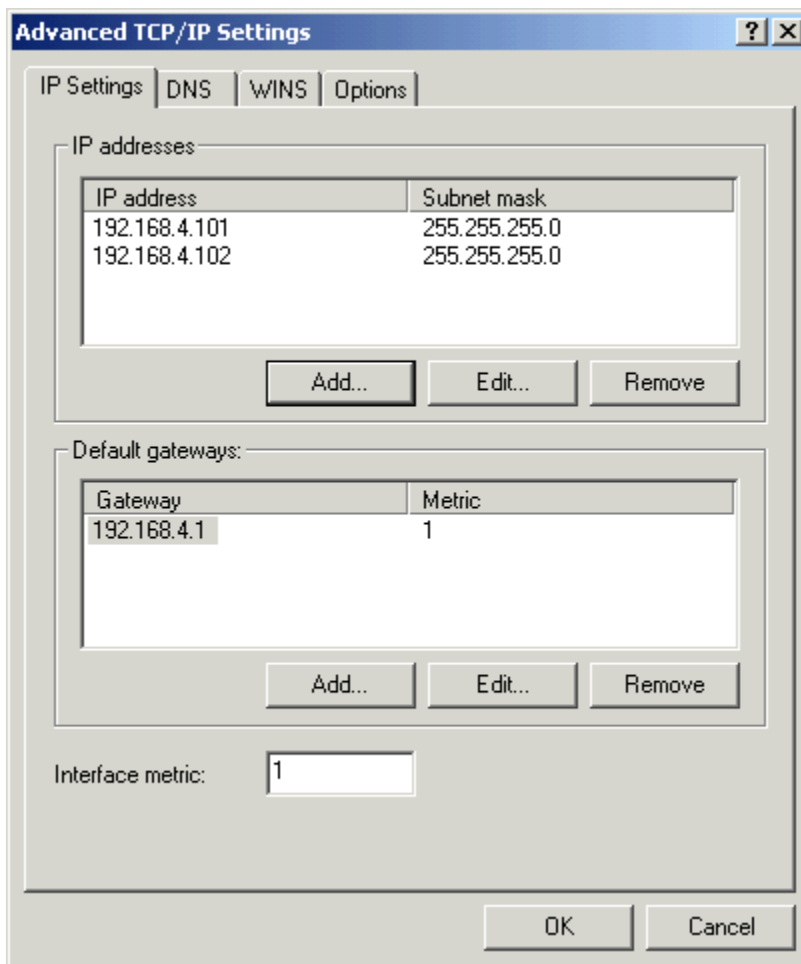 Advanced TCP/IP Settings
IP Settings DNS WINS Options
IP addresses
IP address Subnet mask
192.168.4.101 255.255.255.0
192.168.4.102 255.255.255.0
Add... Edit... Remove
Default gateways:
Gateway Metric
192.168.4.1 1
Add... Edit... Remove
Interface metric: 1
OK Cancel